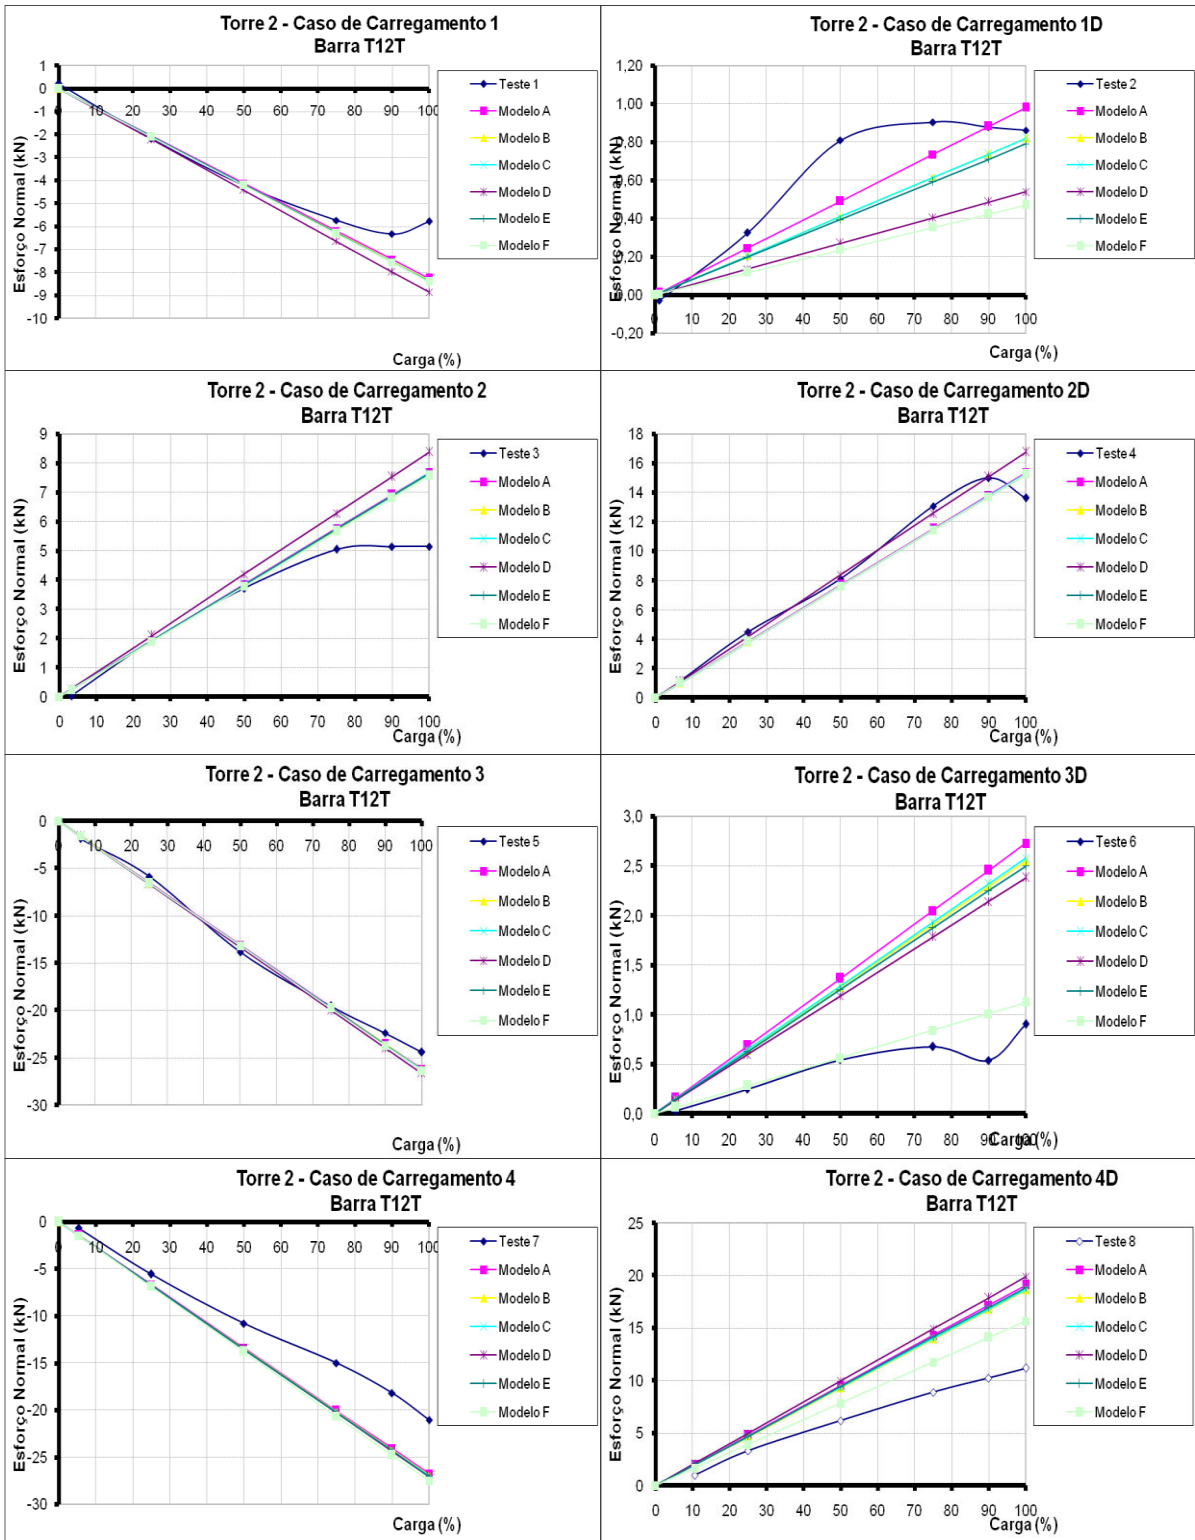 Torre 2 - Caso de Carregamento 1
Barra T12T
Esforço Normal (kN)
1
0
-1
-2
-3
-4
-5
-6
-7
-8
-9
-10
0 10 20 30 40 50 60 70 80 90 100
Carga (%)
Teste 1
Modelo A
Modelo B
Modelo C
Modelo D
Modelo E
Modelo F
Torre 2 - Caso de Carregamento 1D
Barra T12T
Esforço Normal (kN)
1,20
1,00
0,80
0,60
0,40
0,20
0,00
-0,20
0 10 20 30 40 50 60 70 80 90 100
Carga (%)
Teste 2
Modelo A
Modelo B
Modelo C
Modelo D
Modelo E
Modelo F
Torre 2 - Caso de Carregamento 2
Barra T12T
Esforço Normal (kN)
9
8
7
6
5
4
3
2
1
0
0 10 20 30 40 50 60 70 80 90 100
Carga (%)
Teste 3
Modelo A
Modelo B
Modelo C
Modelo D
Modelo E
Modelo F
Torre 2 - Caso de Carregamento 2D
Barra T12T
Esforço Normal (kN)
18
16
14
12
10
8
6
4
2
0
0 10 20 30 40 50 60 70 80 90 100
Carga (%)
Teste 4
Modelo A
Modelo B
Modelo C
Modelo D
Modelo E
Modelo F
Torre 2 - Caso de Carregamento 3
Barra T12T
Esforço Normal (kN)
0
-5
-10
-15
-20
-25
-30
0 10 20 30 40 50 60 70 80 90 100
Carga (%)
Teste 5
Modelo A
Modelo B
Modelo C
Modelo D
Modelo E
Modelo F
Torre 2 - Caso de Carregamento 3D
Barra T12T
Esforço Normal (kN)
3,0
2,5
2,0
1,5
1,0
0,5
0,0
0 10 20 30 40 50 60 70 80 90 100
Carga (%)
Teste 6
Modelo A
Modelo B
Modelo C
Modelo D
Modelo E
Modelo F
Torre 2 - Caso de Carregamento 4
Barra T12T
Esforço Normal (kN)
0
-5
-10
-15
-20
-25
-30
0 10 20 30 40 50 60 70 80 90 100
Carga (%)
Teste 7
Modelo A
Modelo B
Modelo C
Modelo D
Modelo E
Modelo F
Torre 2 - Caso de Carregamento 4D
Barra T12T
Esforço Normal (kN)
25
20
15
10
5
0
0 10 20 30 40 50 60 70 80 90 100
Carga (%)
Teste 8
Modelo A
Modelo B
Modelo C
Modelo D
Modelo E
Modelo F